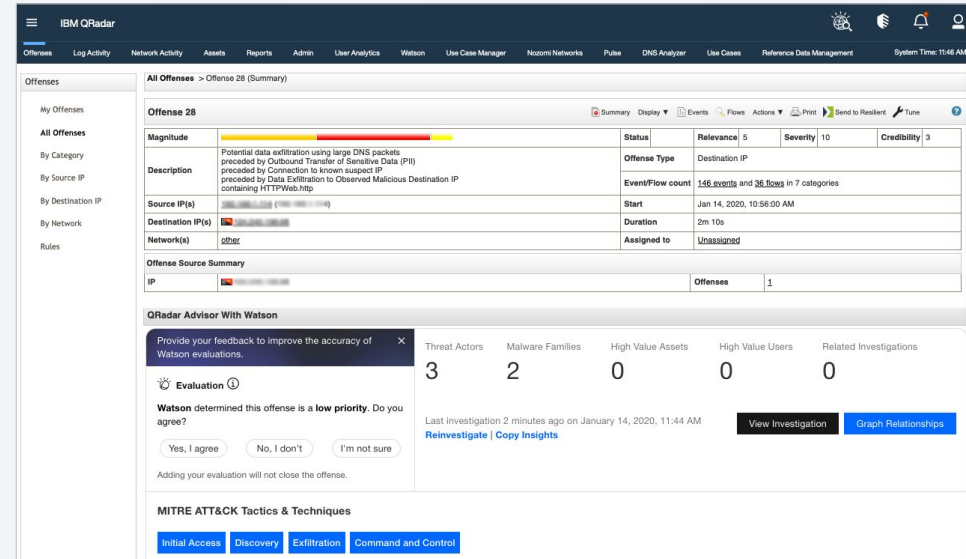 IBM QRadar
Offenses Log Activity Network Activity Assets Reports Admin User Analytics Watson Use Case Manager Nozomi Networks Pulse DNS Analyzer Use Cases Reference Data Management System Time: 11:46 AM
Offenses
My Offenses
All Offenses
By Category
By Source IP
By Destination IP
By Network
Rules
All Offenses > Offense 28 (Summary)
Offense 28 Summary Display ▼ Events Flows Actions ▼ Print Send to Resilient Tune
Magnitude Status Relevance 5 Severity 10 Credibility 3
Description
Potential data exfiltration using large DNS packets
preceded by Outbound Transfer of Sensitive Data (PII)
preceded by Connection to known suspect IP
preceded by Data Exfiltration to Observed Malicious Destination IP
containing HTTPWeb.http
Offense Type Destination IP
Event/Flow count 146 events and 36 flows in 7 categories
Source IP(s) Start Jan 14, 2020, 10:56:00 AM
Destination IP(s) Duration 2m 10s
Network(s) other Assigned to Unassigned
Offense Source Summary
IP Offenses 1
QRadar Advisor With Watson
Provide your feedback to improve the accuracy of
Watson evaluations.
Evaluation
Watson determined this offense is a low priority. Do you
agree?
Yes, I agree No, I don't I'm not sure
Adding your evaluation will not close the offense.
Threat Actors Malware Families High Value Assets High Value Users Related Investigations
3 2 0 0 0
Last investigation 2 minutes ago on January 14, 2020, 11:44 AM
Reinvestigate | Copy Insights
View Investigation Graph Relationships
MITRE ATT&CK Tactics & Techniques
Initial Access Discovery Exfiltration Command and Control